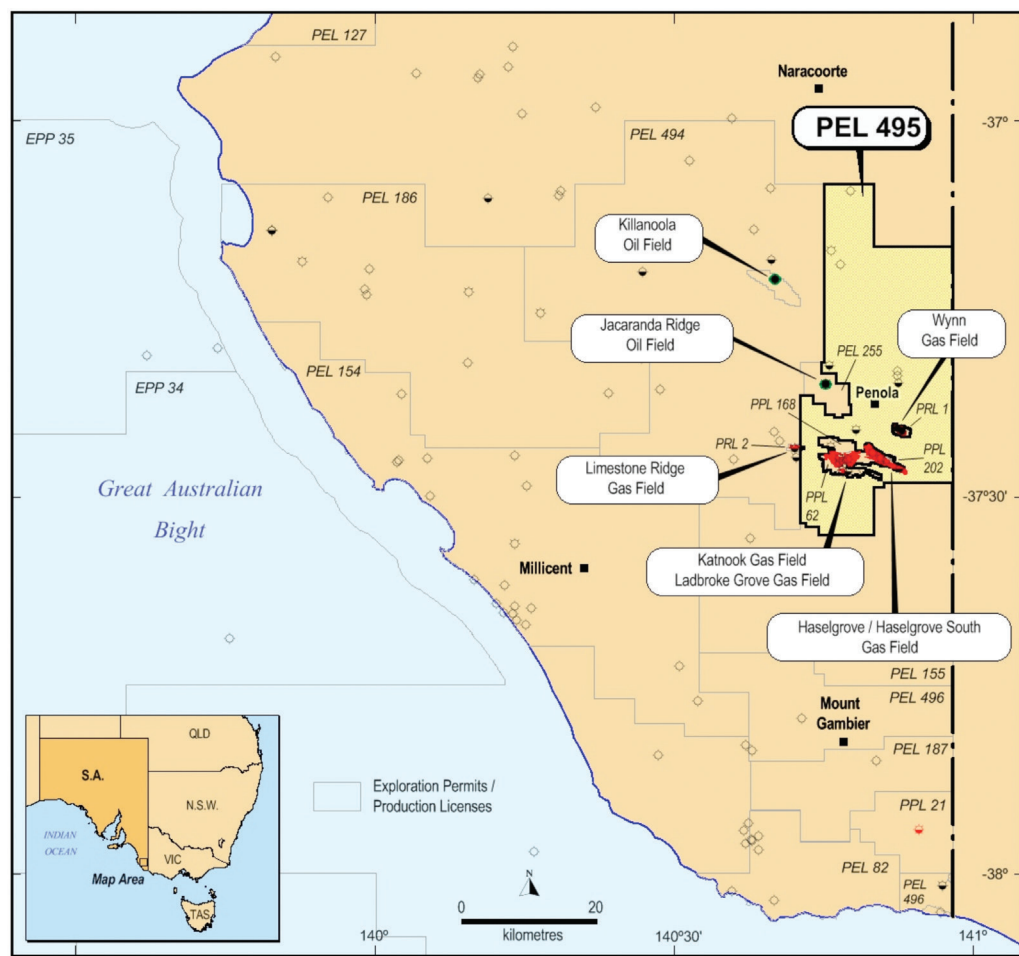 PEL 127
Naracoorte
EPP 35
PEL 494
PEL 495
-37°
PEL 186
Killanoola
Oil Field
Jacaranda Ridge
Oil Field
Wynn
Gas Field
PEL 255
PEL 154
EPP 34
Penola
PPL 168
PRL 1
PRL 2
PPL
202
Limestone Ridge
Gas Field
PPL
62
-37°30'
Great Australian
Bight
Katnook Gas Field
Ladbroke Grove Gas Field
Millicent
Haselgrove / Haselgrove South
Gas Field
PEL 155
PEL 496
Mount
Gambier
PEL 187
QLD
S.A.
N.S.W.
Exploration Permits /
Production Licenses
PPL 21
INDIAN
OCEAN
VIC
Map Area
TAS
PEL 82
-38°
PEL
496
N
0
20
kilometres
140°
140°30'
141°